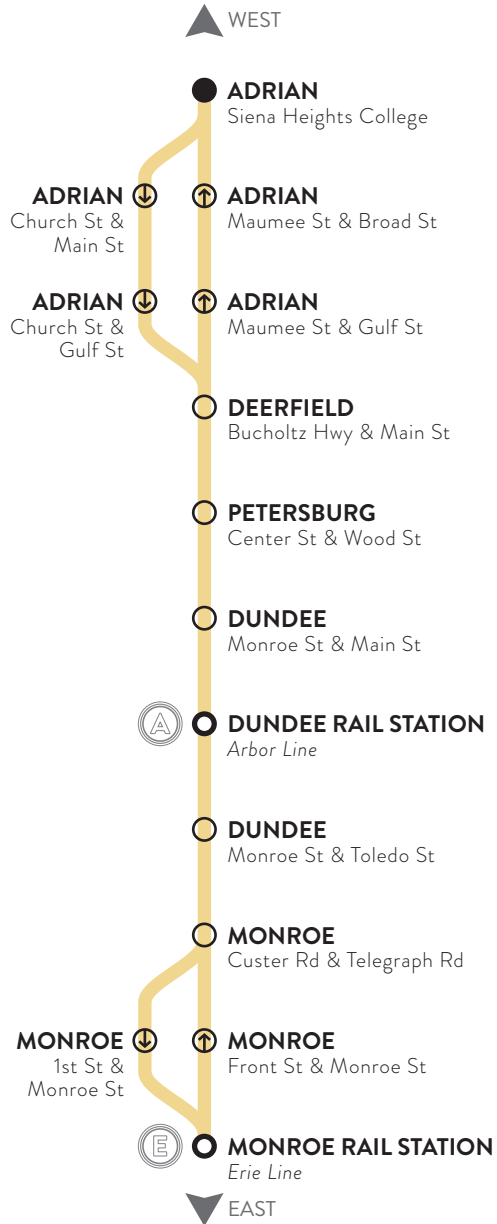 WEST
ADRIAN
Siena Heights College
ADRIAN
Church St &
Main St
ADRIAN
Maumee St & Broad St
ADRIAN
Church St &
Gulf St
ADRIAN
Maumee St & Gulf St
DEERFIELD
Bucholtz Hwy & Main St
PETERSBURG
Center St & Wood St
DUNDEE
Monroe St & Main St
A
DUNDEE RAIL STATION
Arbor Line
DUNDEE
Monroe St & Toledo St
MONROE
Custer Rd & Telegraph Rd
MONROE
1st St &
Monroe St
MONROE
Front St & Monroe St
E
MONROE RAIL STATION
Erie Line
EAST